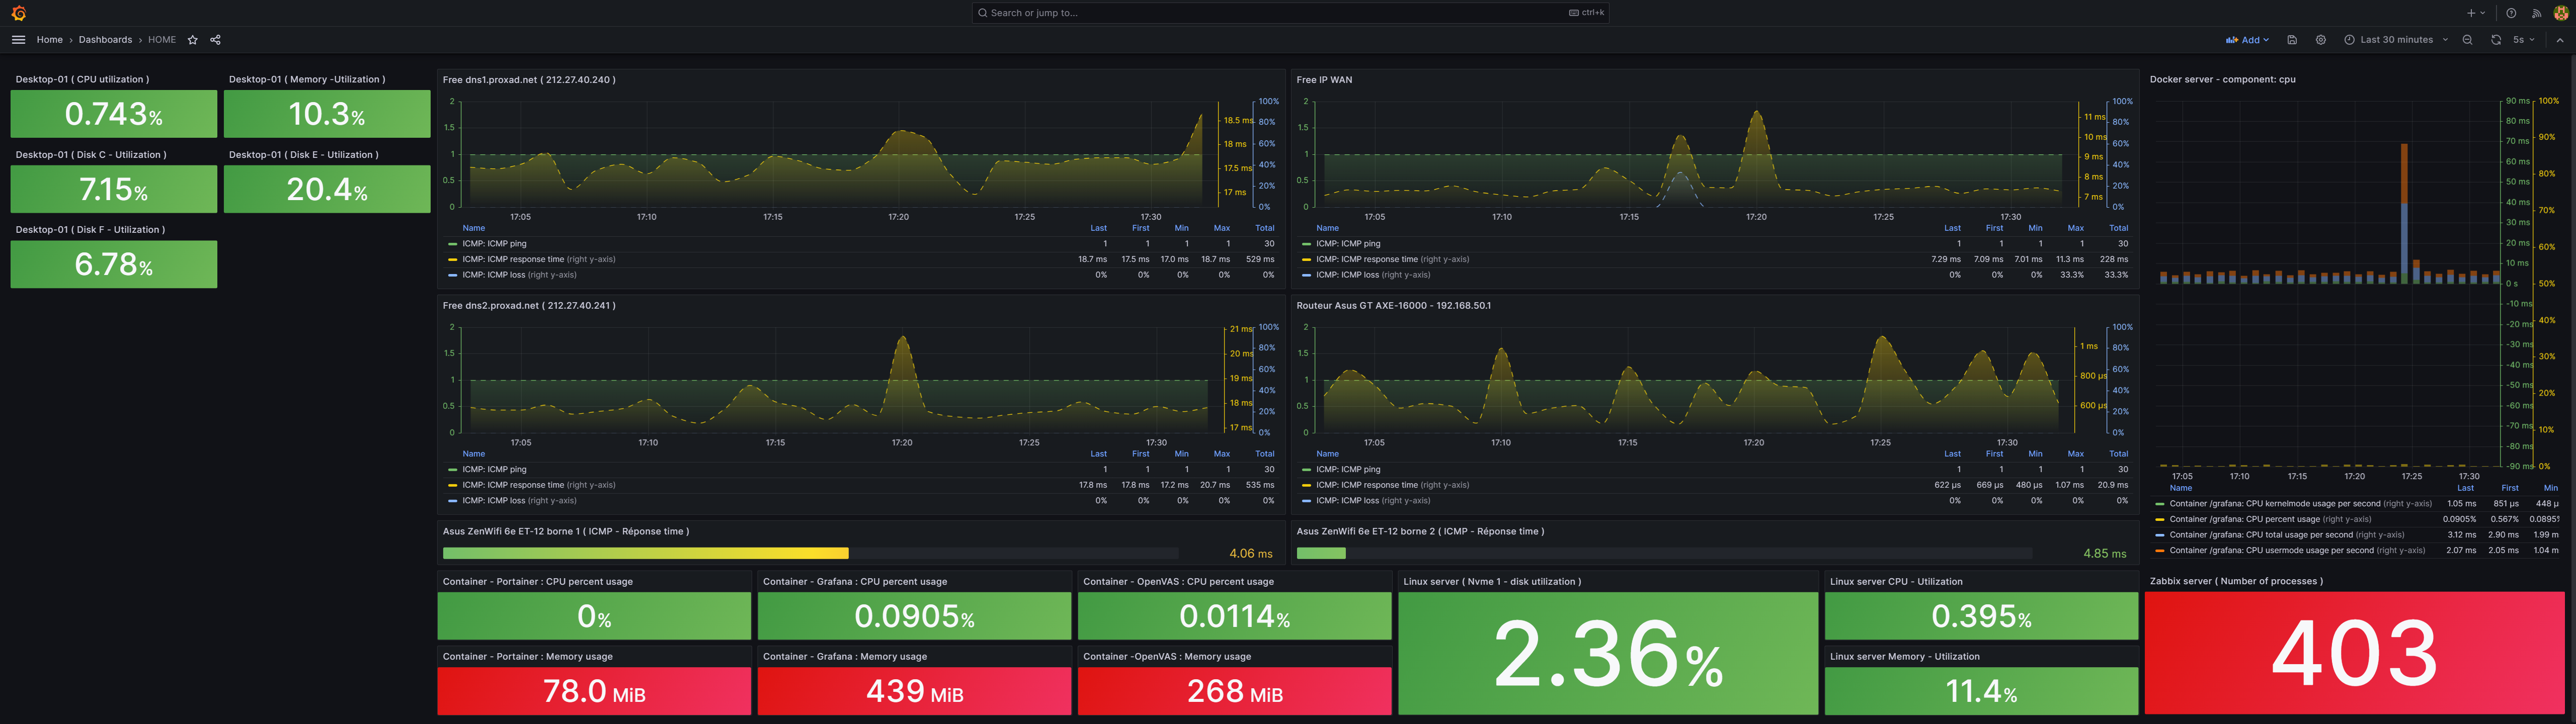 Search or jump to...
ctrl+k
Home › Dashboards › HOME
Add
Last 30 minutes
5s
Desktop-01 ( CPU utilization )
0.743%
Desktop-01 ( Memory -Utilization )
10.3%
Desktop-01 ( Disk C - Utilization )
7.15%
Desktop-01 ( Disk E - Utilization )
20.4%
Desktop-01 ( Disk F - Utilization )
6.78%
Free dns1.proxad.net ( 212.27.40.240 )
2
1.5
1
0.5
0
18.5 ms
18 ms
17.5 ms
17 ms
100%
80%
60%
40%
20%
0%
17:05 17:10 17:15 17:20 17:25 17:30
Name Last First Min Max Total
ICMP: ICMP ping 1 1 1 1 30
ICMP: ICMP response time (right y-axis) 18.7 ms 17.5 ms 17.0 ms 18.7 ms 529 ms
ICMP: ICMP loss (right y-axis) 0% 0% 0% 0% 0%
Free IP WAN
2
1.5
1
0.5
0
11 ms
10 ms
9 ms
8 ms
7 ms
100%
80%
60%
40%
20%
0%
17:05 17:10 17:15 17:20 17:25 17:30
Name Last First Min Max Total
ICMP: ICMP ping 1 1 1 1 30
ICMP: ICMP response time (right y-axis) 7.29 ms 7.09 ms 7.01 ms 11.3 ms 228 ms
ICMP: ICMP loss (right y-axis) 0% 0% 0% 33.3% 33.3%
Free dns2.proxad.net ( 212.27.40.241 )
2
1.5
1
0.5
0
21 ms
20 ms
19 ms
18 ms
17 ms
100%
80%
60%
40%
20%
0%
17:05 17:10 17:15 17:20 17:25 17:30
Name Last First Min Max Total
ICMP: ICMP ping 1 1 1 1 30
ICMP: ICMP response time (right y-axis) 17.8 ms 17.8 ms 17.2 ms 20.7 ms 535 ms
ICMP: ICMP loss (right y-axis) 0% 0% 0% 0% 0%
Routeur Asus GT AXE-16000 - 192.168.50.1
2
1.5
1
0.5
0
1 ms
800 µs
600 µs
100%
80%
60%
40%
20%
0%
17:05 17:10 17:15 17:20 17:25 17:30
Name Last First Min Max Total
ICMP: ICMP ping 1 1 1 1 30
ICMP: ICMP response time (right y-axis) 622 µs 669 µs 480 µs 1.07 ms 20.9 ms
ICMP: ICMP loss (right y-axis) 0% 0% 0% 0% 0%
Docker server - component: cpu
90 ms
80 ms
70 ms
60 ms
50 ms
40 ms
30 ms
20 ms
10 ms
0 s
-10 ms
-20 ms
-30 ms
-40 ms
-50 ms
-60 ms
-70 ms
-80 ms
-90 ms
100%
90%
80%
70%
60%
50%
40%
30%
20%
10%
0%
17:05 17:10 17:15 17:20 17:25 17:30
Name Last First Min
Container /grafana: CPU kernelmode usage per second (right y-axis) 1.05 ms 851 µs 448 µ
Container /grafana: CPU percent usage (right y-axis) 0.0905% 0.567% 0.0895%
Container /grafana: CPU total usage per second (right y-axis) 3.12 ms 2.90 ms 1.99 m
Container /grafana: CPU usermode usage per second (right y-axis) 2.07 ms 2.05 ms 1.04 m
Asus ZenWifi 6e ET-12 borne 1 ( ICMP - Réponse time )
4.06 ms
Asus ZenWifi 6e ET-12 borne 2 ( ICMP - Réponse time )
4.85 ms
Container - Portainer : CPU percent usage
0%
Container - Grafana : CPU percent usage
0.0905%
Container - OpenVAS : CPU percent usage
0.0114%
Container - Portainer : Memory usage
78.0 MiB
Container - Grafana : Memory usage
439 MiB
Container -OpenVAS : Memory usage
268 MiB
Linux server ( Nvme 1 - disk utilization )
2.36%
Linux server CPU - Utilization
0.395%
Linux server Memory - Utilization
11.4%
Zabbix server ( Number of processes )
403